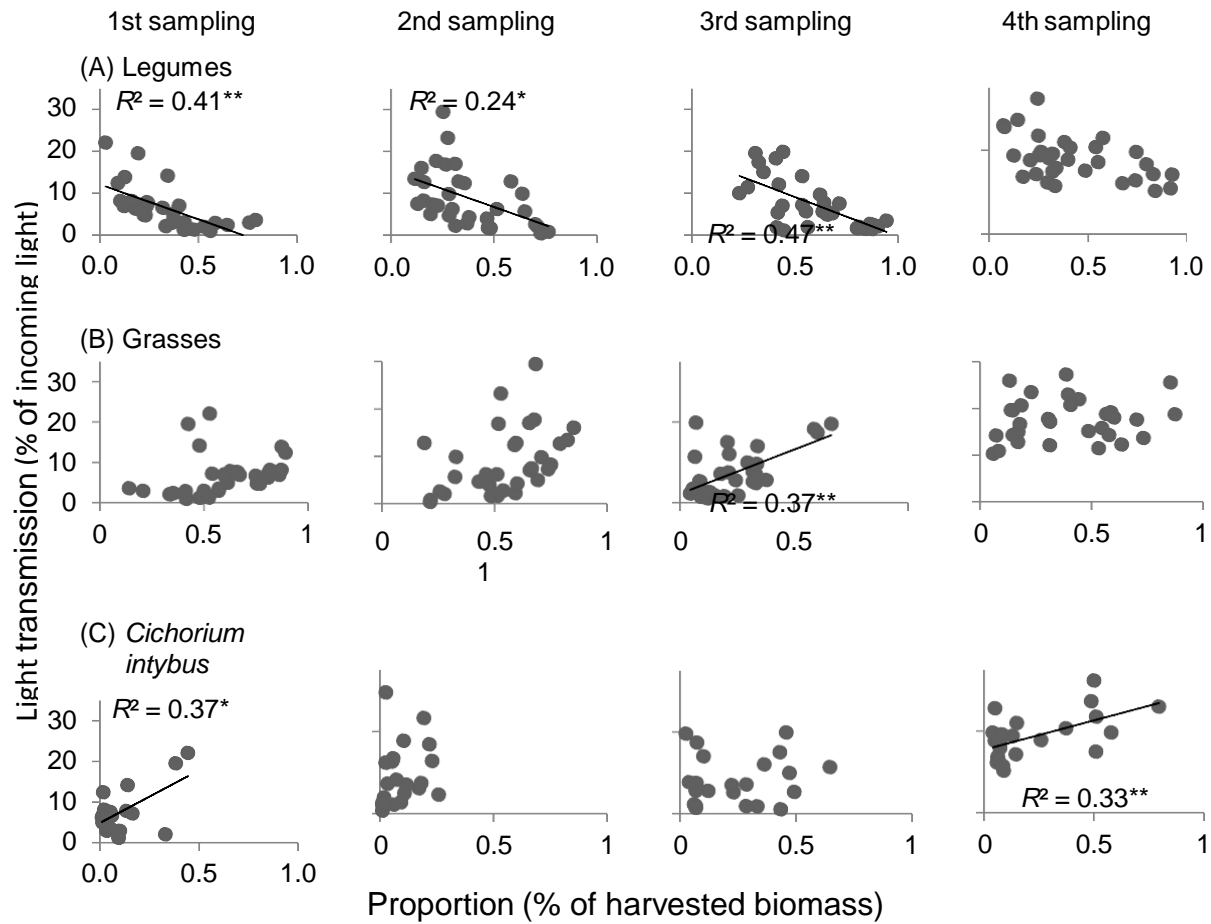 1st sampling 2nd sampling 3rd sampling 4th sampling
(A) Legumes
R² = 0.41** R² = 0.24*
30
20
10
0
R² = 0.47**
0.0 0.5 1.0 0.0 0.5 1.0 0.0 0.5 1.0 0.0 0.5 1.0
(B) Grasses
30
20
10
0
R² = 0.37**
0.0 0.5 1.0 0 0.5 1 0 0.5 0 0.5 1
1
(C) Cichorium
intybus
R² = 0.37*
30
20
10
0
R² = 0.33**
0.0 0.5 1.0 0 0.5 1 0 0.5 1 0 0.5 1
Light transmission (% of incoming light)
Proportion (% of harvested biomass)